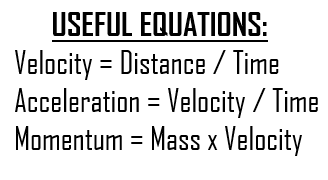 USEFUL EQUATIONS:
Velocity = Distance / Time
Acceleration = Velocity / Time
Momentum = Mass x Velocity